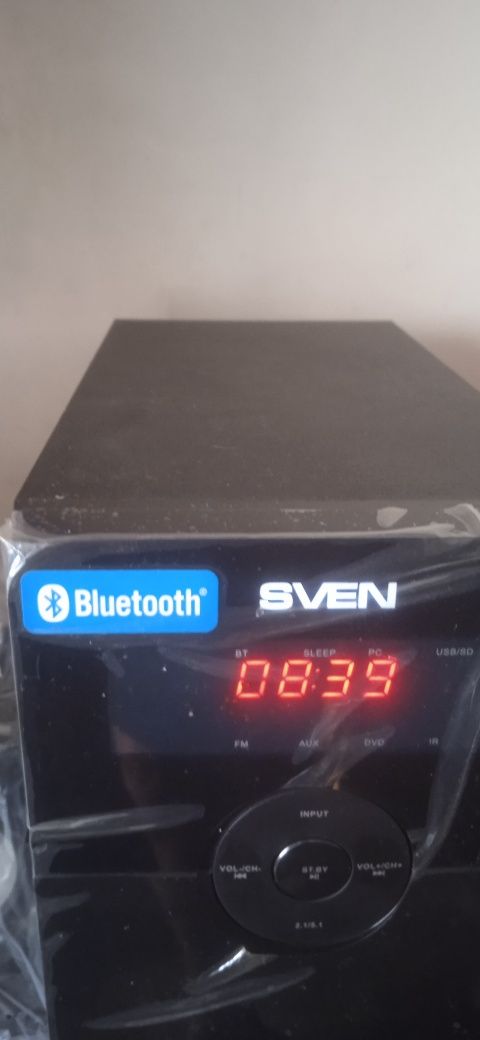 Bluetooth® SVEN
BT SLEEP PC USB/SD
08:39
FM AUX DVD IR
INPUT
VOL-/CH- ST.BY VOL+/CH+
2.1/5.1